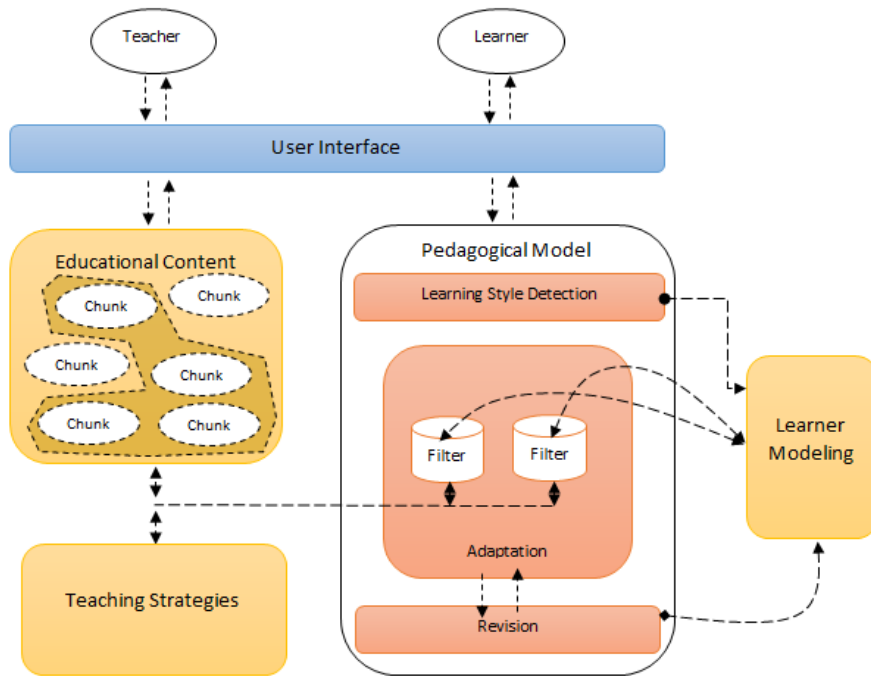 Teacher
Learner
User Interface
Educational Content
Chunk
Chunk
Chunk
Chunk
Chunk
Chunk
Pedagogical Model
Learning Style Detection
Filter
Filter
Adaptation
Revision
Learner
Modeling
Teaching Strategies